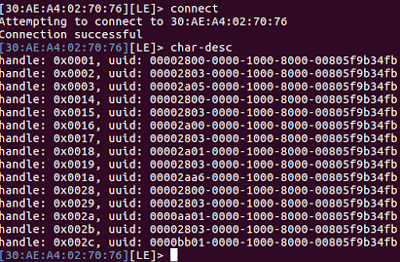 [30:AE:A4:02:70:76][LE]> connect
Attempting to connect to 30:AE:A4:02:70:76
Connection successful
[30:AE:A4:02:70:76][LE]> char-desc
handle: 0x0001, uuid: 00002800-0000-1000-8000-00805f9b34fb
handle: 0x0002, uuid: 00002803-0000-1000-8000-00805f9b34fb
handle: 0x0003, uuid: 00002a05-0000-1000-8000-00805f9b34fb
handle: 0x0014, uuid: 00002800-0000-1000-8000-00805f9b34fb
handle: 0x0015, uuid: 00002803-0000-1000-8000-00805f9b34fb
handle: 0x0016, uuid: 00002a00-0000-1000-8000-00805f9b34fb
handle: 0x0017, uuid: 00002803-0000-1000-8000-00805f9b34fb
handle: 0x0018, uuid: 00002a01-0000-1000-8000-00805f9b34fb
handle: 0x0019, uuid: 00002803-0000-1000-8000-00805f9b34fb
handle: 0x001a, uuid: 00002aa6-0000-1000-8000-00805f9b34fb
handle: 0x0028, uuid: 00002800-0000-1000-8000-00805f9b34fb
handle: 0x0029, uuid: 00002803-0000-1000-8000-00805f9b34fb
handle: 0x002a, uuid: 0000aa01-0000-1000-8000-00805f9b34fb
handle: 0x002b, uuid: 00002803-0000-1000-8000-00805f9b34fb
handle: 0x002c, uuid: 0000bb01-0000-1000-8000-00805f9b34fb
[30:AE:A4:02:70:76][LE]>